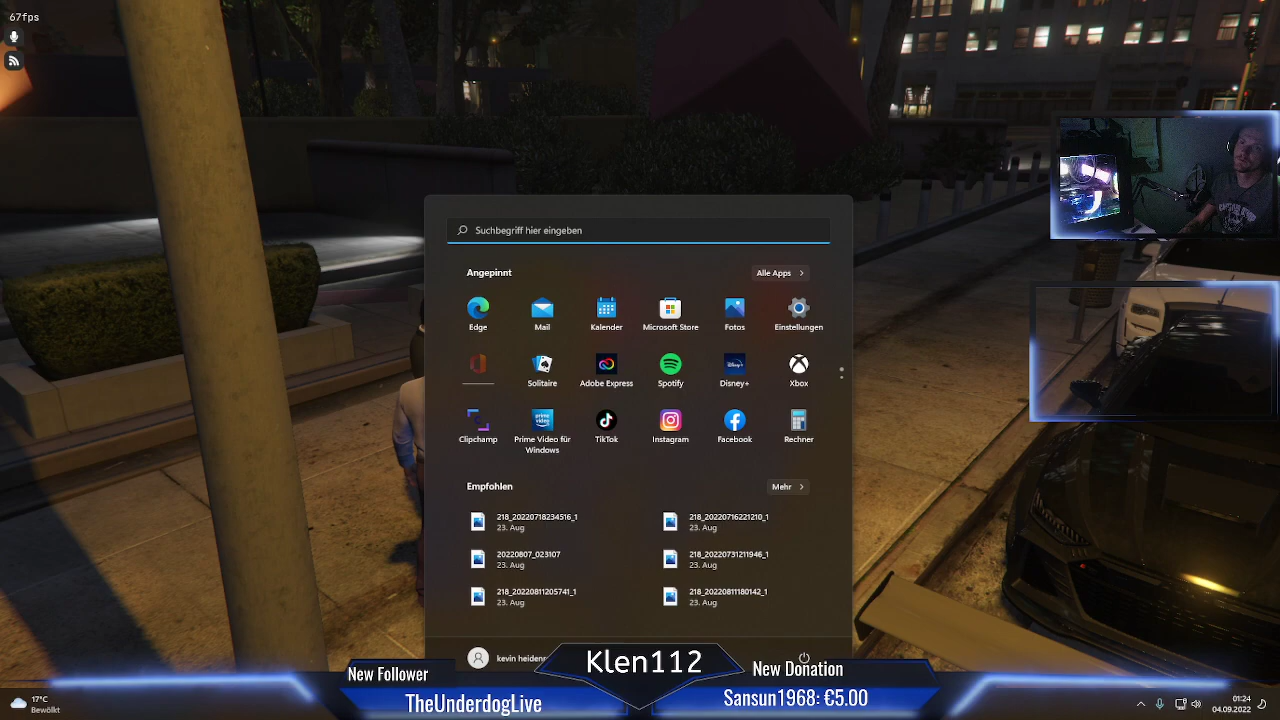 67fps
Suchbegriff hier eingeben
Angepinnt
Alle Apps
Edge
Mail
Kalender
Microsoft Store
Fotos
Einstellungen
Solitaire
Adobe Express
Spotify
Disney+
Xbox
Clipchamp
Prime Video für
Windows
TikTok
Instagram
Facebook
Rechner
Empfohlen
Mehr
218_20220718234516_1
23. Aug
218_20220716221210_1
23. Aug
20220807_023107
23. Aug
218_20220731211946_1
23. Aug
218_20220811205741_1
23. Aug
218_20220811180142_1
23. Aug
kevin heidenr
Klen112
New Follower
TheUnderdogLive
New Donation
Sansun1968: €5.00
17°C
Bewölkt
01:24
04.09.2022